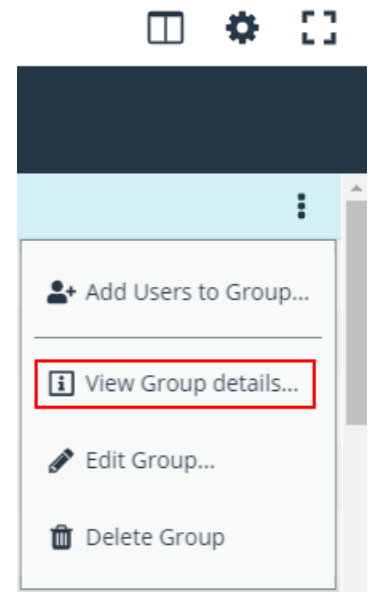 Add Users to Group...
View Group details...
Edit Group...
Delete Group